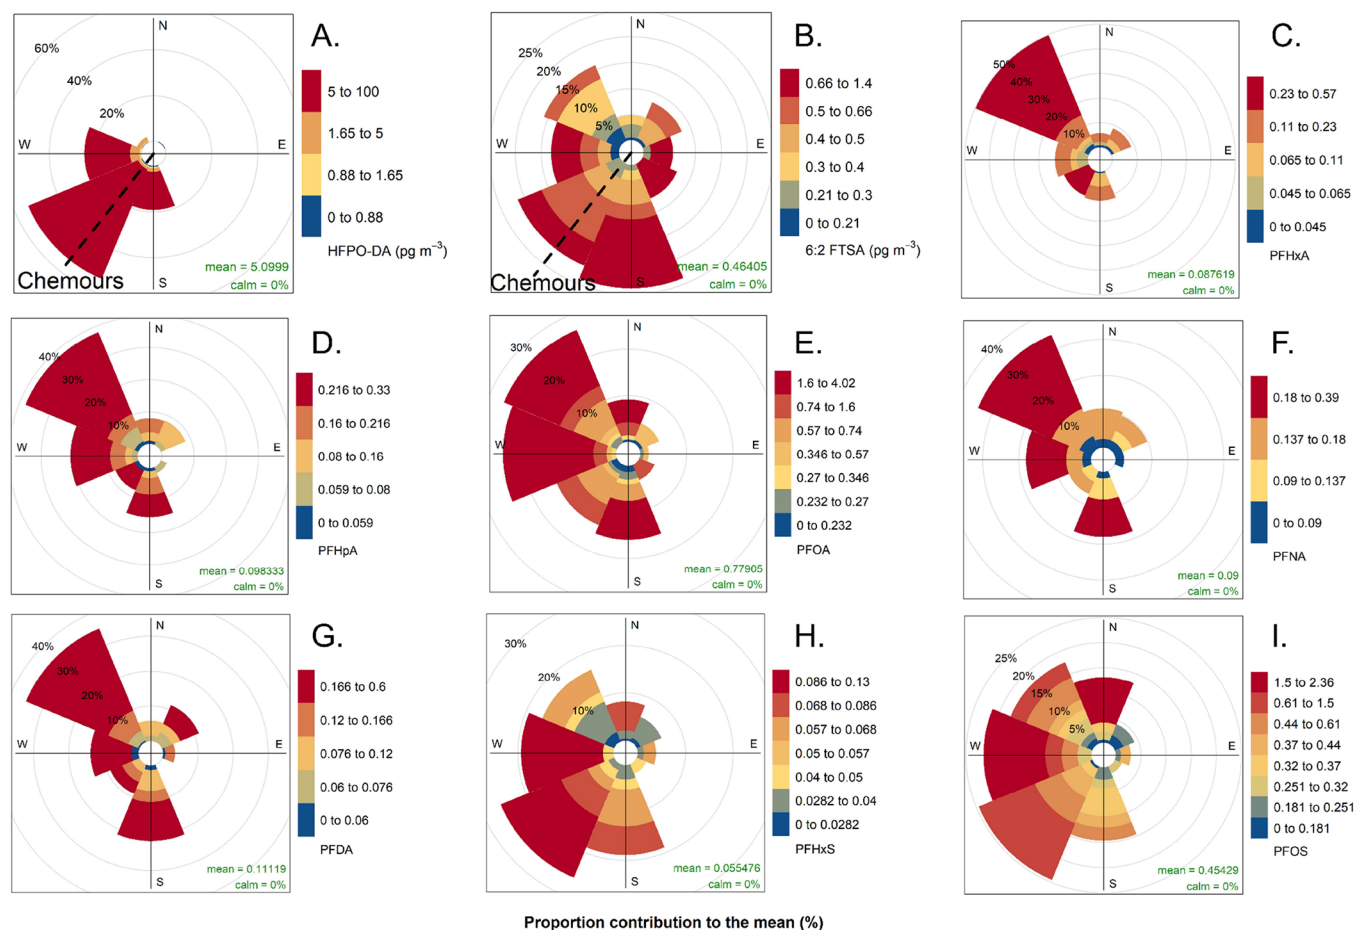 A.
N
60%
40%
20%
W
E
S
Chemours
5 to 100
1.65 to 5
0.88 to 1.65
0 to 0.88
HFPO-DA (pg m⁻³)
mean = 5.0999
calm = 0%
B.
N
25%
20%
15%
10%
5%
W
E
S
Chemours
0.66 to 1.4
0.5 to 0.66
0.4 to 0.5
0.3 to 0.4
0.21 to 0.3
0 to 0.21
6:2 FTSA (pg m⁻³)
mean = 0.46405
calm = 0%
C.
N
50%
40%
30%
20%
10%
W
E
S
0.23 to 0.57
0.11 to 0.23
0.065 to 0.11
0.045 to 0.065
0 to 0.045
PFHxA
mean = 0.087619
calm = 0%
D.
N
40%
30%
20%
10%
W
E
S
0.216 to 0.33
0.16 to 0.216
0.08 to 0.16
0.059 to 0.08
0 to 0.059
PFHpA
mean = 0.098333
calm = 0%
E.
N
30%
20%
10%
W
E
S
1.6 to 4.02
0.74 to 1.6
0.57 to 0.74
0.346 to 0.57
0.27 to 0.346
0.232 to 0.27
0 to 0.232
PFOA
mean = 0.77905
calm = 0%
F.
N
40%
30%
20%
10%
W
E
S
0.18 to 0.39
0.137 to 0.18
0.09 to 0.137
0 to 0.09
PFNA
mean = 0.09
calm = 0%
G.
N
40%
30%
20%
10%
W
E
S
0.166 to 0.6
0.12 to 0.166
0.076 to 0.12
0.06 to 0.076
0 to 0.06
PFDA
mean = 0.11119
calm = 0%
H.
N
30%
20%
10%
W
E
S
0.086 to 0.13
0.068 to 0.086
0.057 to 0.068
0.05 to 0.057
0.04 to 0.05
0.0282 to 0.04
0 to 0.0282
PFHxS
mean = 0.055476
calm = 0%
I.
N
25%
20%
15%
10%
5%
W
E
S
1.5 to 2.36
0.61 to 1.5
0.44 to 0.61
0.37 to 0.44
0.32 to 0.37
0.251 to 0.32
0.181 to 0.251
0 to 0.181
PFOS
mean = 0.45429
calm = 0%
Proportion contribution to the mean (%)